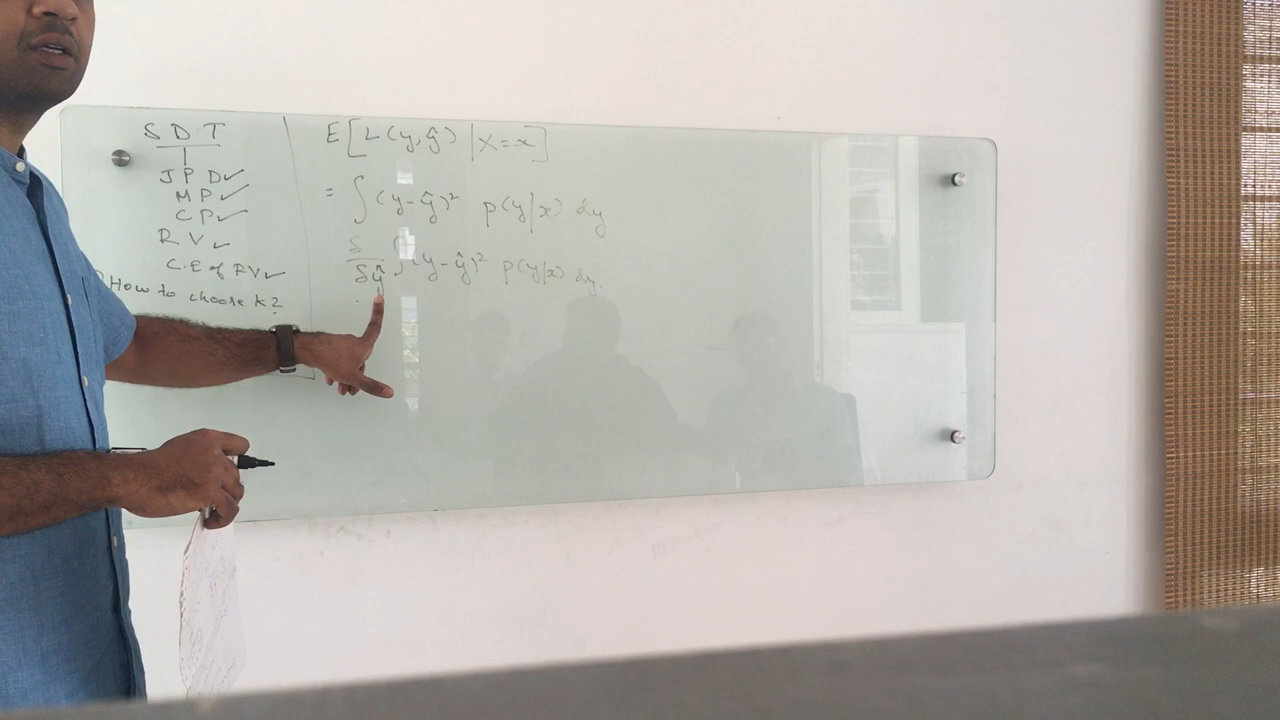 S D T
J P D ✓
M P ✓
C P ✓
R V ✓
C.E of RV ✓
How to choose K?
E[L(y,ŷ) | X=x]
= ∫(y-ŷ)² p(y|x) dy
δ/δŷ ∫(y-ŷ)² p(y|x) dy.